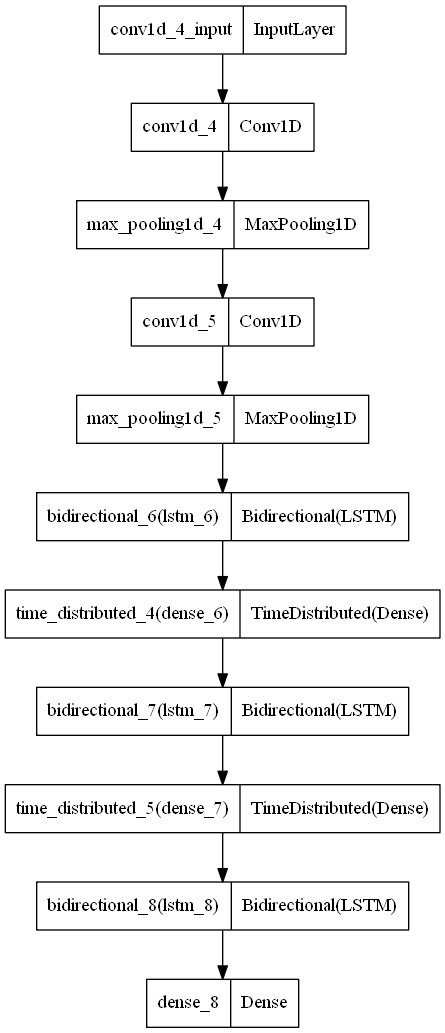 conv1d_4_input InputLayer
conv1d_4 Conv1D
max_pooling1d_4 MaxPooling1D
conv1d_5 Conv1D
max_pooling1d_5 MaxPooling1D
bidirectional_6(lstm_6) Bidirectional(LSTM)
time_distributed_4(dense_6) TimeDistributed(Dense)
bidirectional_7(lstm_7) Bidirectional(LSTM)
time_distributed_5(dense_7) TimeDistributed(Dense)
bidirectional_8(lstm_8) Bidirectional(LSTM)
dense_8 Dense